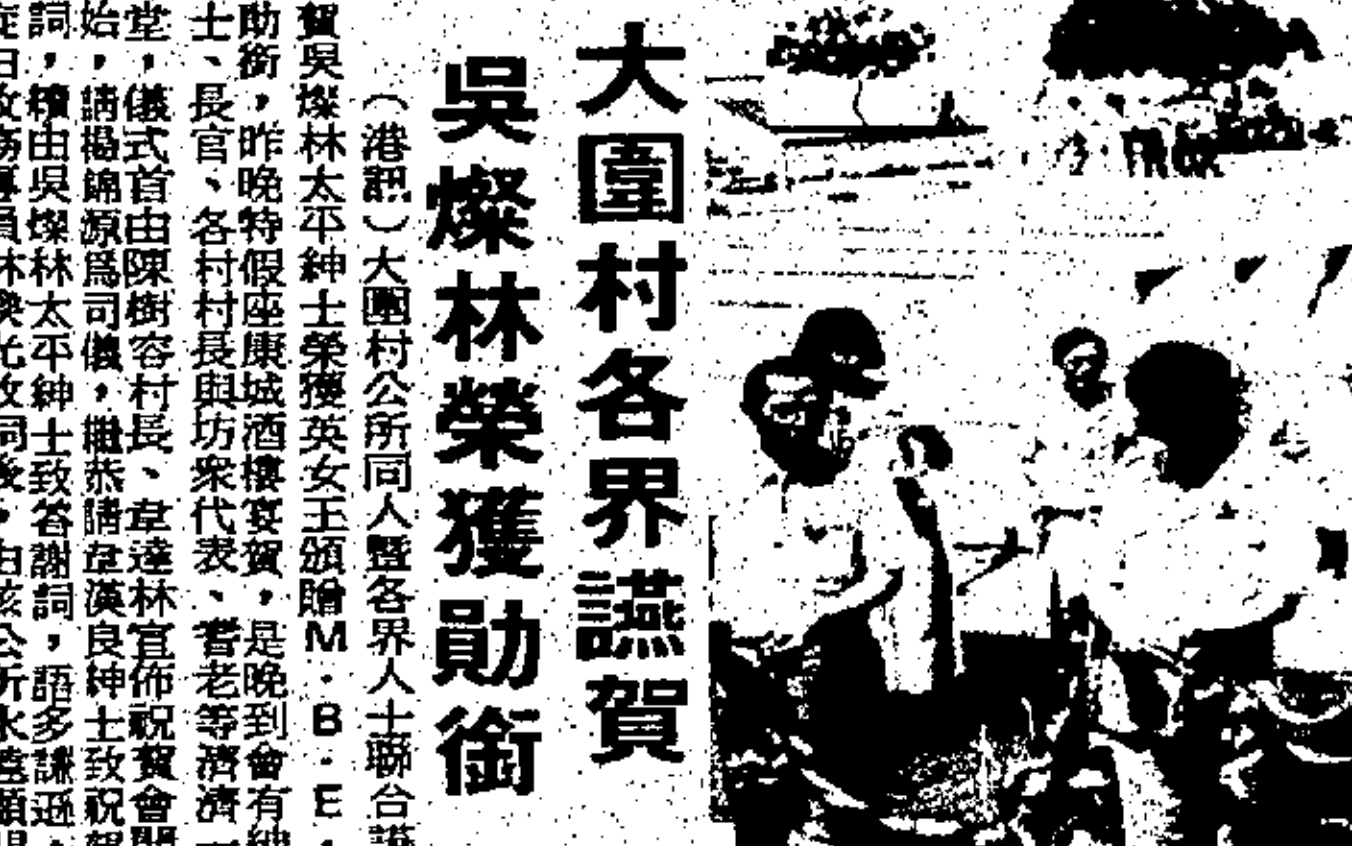 大圍村各界讌賀
吳燦林榮獲勛銜
（港訊）大圍村公所同人暨各界人士聯合讌
賀吳燦林太平紳士榮獲英女王頒贈M．B．E．
助銜，昨晚特假座康城酒樓宴賀，是晚到會有紳
士、長官、各村村長與坊衆代表、耆老等濟濟一
堂，儀式首由陳樹容村長、韋達林宣佈祝賀會開
始，請楊錦源爲司儀，繼恭請韋漢良紳士致祝賀
詞，續由吳燦林太平紳士致答謝詞，語多謙遜，